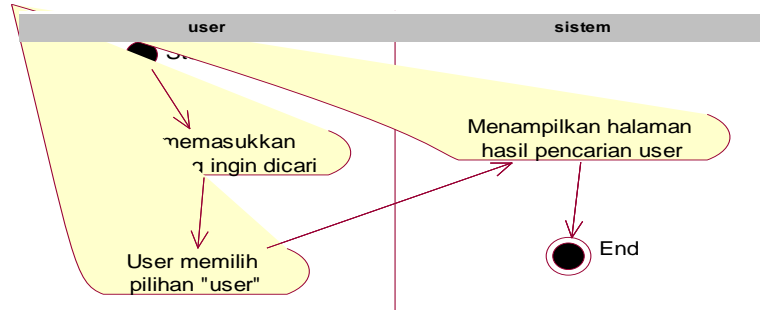 user
sistem
memasukkan
ingin dicari
Menampilkan halaman
hasil pencarian user
User memilih
pilihan "user"
End